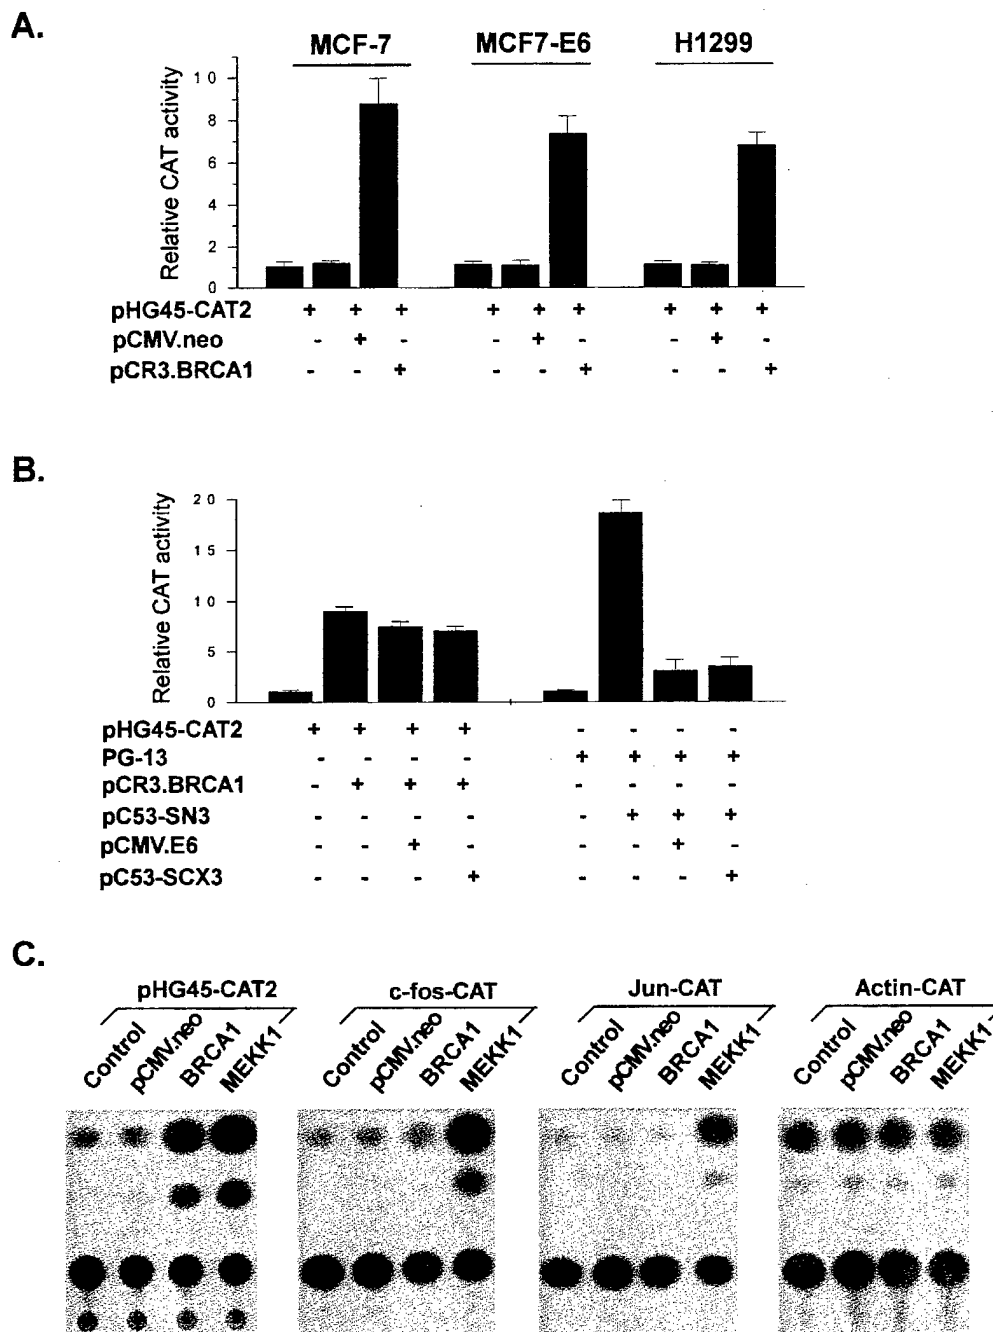 A.
MCF-7 MCF7-E6 H1299
Relative CAT activity
10
8
6
4
2
0
pHG45-CAT2 + + + + + + + + +
pCMV.neo - + - - + - - + -
pCR3.BRCA1 - - + - - + - - +
B.
Relative CAT activity
20
15
10
5
0
pHG45-CAT2 + + + + - - - -
PG-13 - - - - + + + +
pCR3.BRCA1 - + + + - - - -
pC53-SN3 - - - - - + + +
pCMV.E6 - - + - - - + -
pC53-SCX3 - - - + - - - +
C.
pHG45-CAT2 c-fos-CAT Jun-CAT Actin-CAT
Control pCMV.neo BRCA1 MEKK1 Control pCMV.neo BRCA1 MEKK1 Control pCMV.neo BRCA1 MEKK1 Control pCMV.neo BRCA1 MEKK1